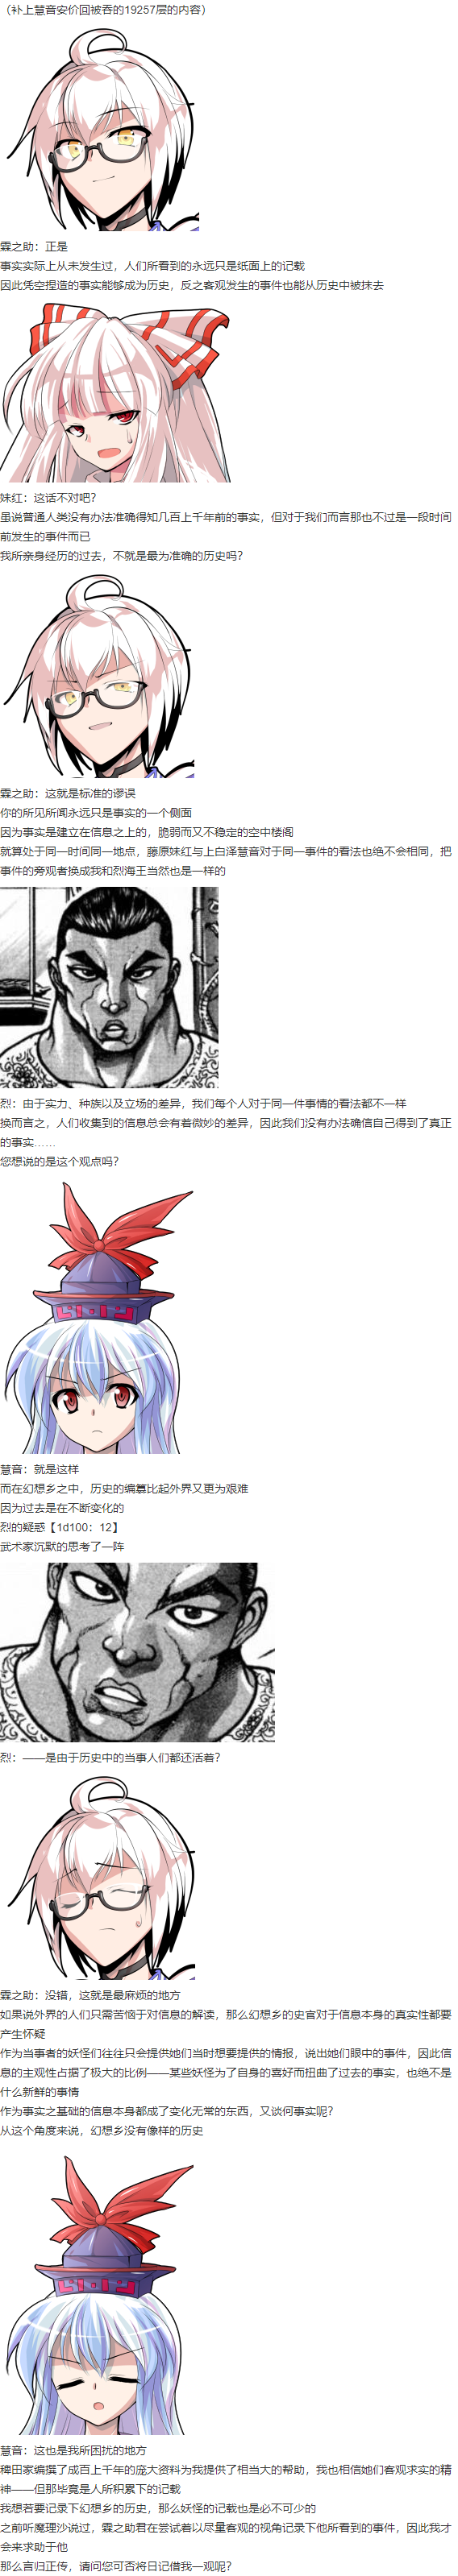 （补上慧音安价回被吞的19257层的内容）
霖之助：正是
事实实际上从未发生过，人们所看到的永远只是纸面上的记载
因此凭空捏造的事实能够成为历史，反之客观发生的事件也能从历史中被抹去
妹红：这话不对吧？
虽说普通人类没有办法准确得知几百上千年前的事实，但对于我们而言那也不过是一段时间
前发生的事件而已
我所亲身经历的过去，不就是最为准确的历史吗？
霖之助：这就是标准的谬误
你的所见所闻永远只是事实的一个侧面
因为事实是建立在信息之上的，脆弱而又不稳定的空中楼阁
就算处于同一时间同一地点，藤原妹红与上白泽慧音对于同一事件的看法也绝不会相同，把
事件的旁观者换成我和烈海王当然也是一样的
烈：由于实力、种族以及立场的差异，我们每个人对于同一件事情的看法都不一样
换而言之，人们收集到的信息总会有着微妙的差异，因此我们没有办法确信自己得到了真正
的事实……
您想说的是这个观点吗？
慧音：就是这样
而在幻想乡之中，历史的编纂比起外界又更为艰难
因为过去是在不断变化的
烈的疑惑【1d100：12】
武术家沉默的思考了一阵
烈：——是由于历史中的当事人们都还活着？
霖之助：没错，这就是最麻烦的地方
如果说外界的人们只需苦恼于对信息的解读，那么幻想乡的史官对于信息本身的真实性都要
产生怀疑
作为当事者的妖怪们往往只会提供她们当时想要提供的情报，说出她们眼中的事件，因此信
息的主观性占据了极大的比例——某些妖怪为了自身的喜好而扭曲了过去的事实，也绝不是
什么新鲜的事情
作为事实之基础的信息本身都成了变化无常的东西，又谈何事实呢？
从这个角度来说，幻想乡没有像样的历史
慧音：这也是我所困扰的地方
稗田家编撰了成百上千年的庞大资料为我提供了相当大的帮助，我也相信她们客观求实的精
神——但那毕竟是人所积累下的记载
我想若要记录下幻想乡的历史，那么妖怪的记载也是必不可少的
之前听魔理沙说过，霖之助君在尝试着以尽量客观的视角记录下他所看到的事件，因此我才
会来求助于他
那么言归正传，请问您可否将日记借我一观呢？